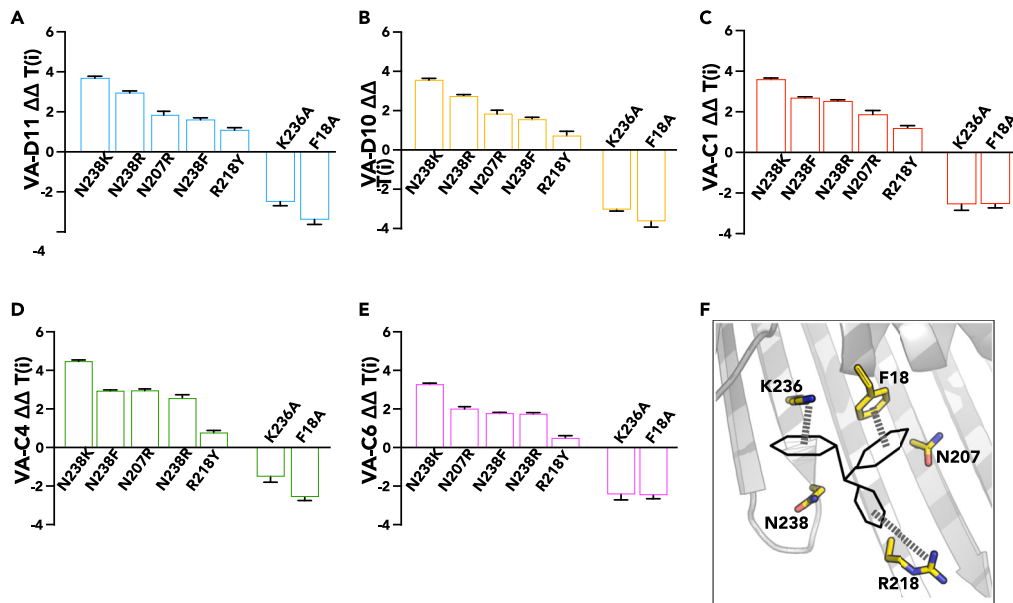 A
VA-D11 ΔΔ T(i)
6
4
2
0
-2
-4
N238K
N238R
N207R
N238F
R218Y
K236A
F18A
B
VA-D10 ΔΔ
T(i)
6
4
2
0
-2
-4
N238K
N238R
N207R
N238F
R218Y
K236A
F18A
C
VA-C1 ΔΔ T(i)
6
4
2
0
-2
-4
N238K
N238F
N238R
N207R
R218Y
K236A
F18A
D
VA-C4 ΔΔ T(i)
6
4
2
0
-2
-4
N238K
N238F
N207R
N238R
R218Y
K236A
F18A
E
VA-C6 ΔΔ T(i)
6
4
2
0
-2
-4
N238K
N207R
N238F
N238R
R218Y
K236A
F18A
F
K236
F18
N207
N238
R218